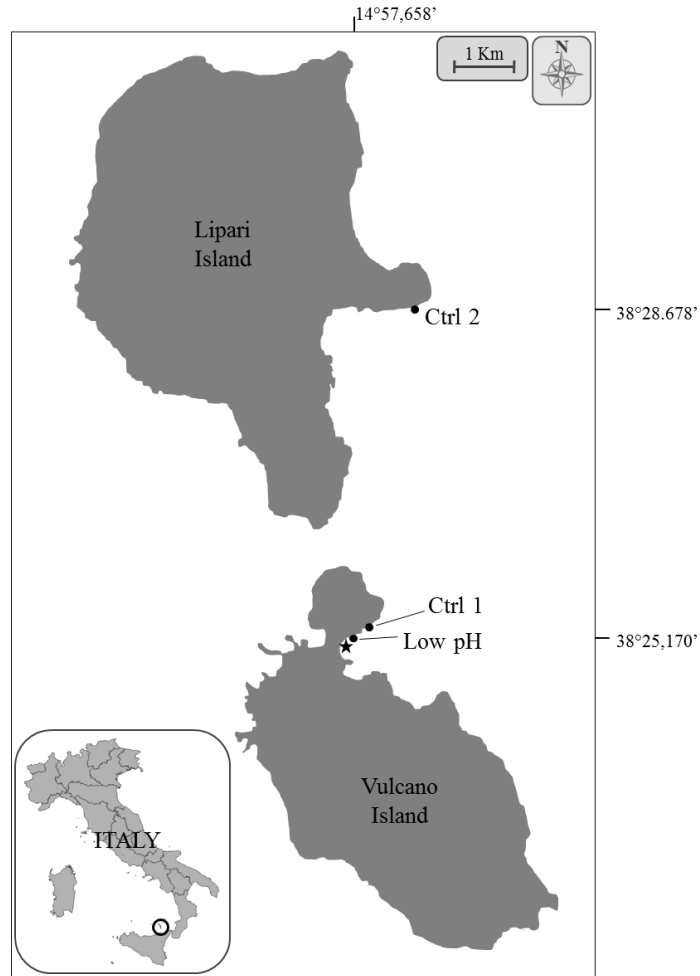 14°57,658’
1 Km
N
Lipari
Island
Ctrl 2
38°28.678’
Ctrl 1
Low pH
38°25,170’
Vulcano
Island
ITALY